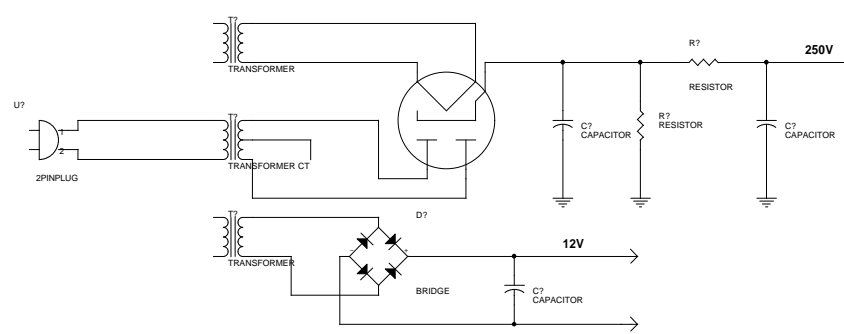 T?
TRANSFORMER
R?
250V
RESISTOR
U?
1
2
2PINPLUG
T?
TRANSFORMER CT
C?
CAPACITOR
R?
RESISTOR
C?
CAPACITOR
T?
TRANSFORMER
D?
-
+
BRIDGE
12V
C?
CAPACITOR